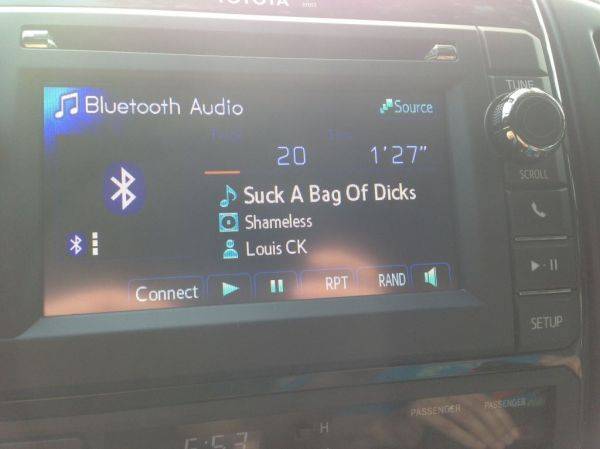 TOYOTA
Bluetooth Audio
Source
TUNE
20 1'27"
Suck A Bag Of Dicks
SCROLL
Shameless
Louis CK
Connect
RPT
RAND
SETUP
PASSENGER
PASSENGER
H